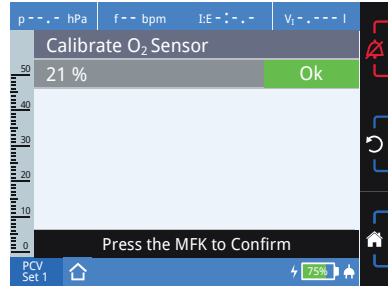 p--.- hPa f-- bpm I:E-:-.- VI-.--- l
Calibrate O2 Sensor
50
21 % Ok
40
30
20
10
0
Press the MFK to Confirm
PCV
Set 1 75%